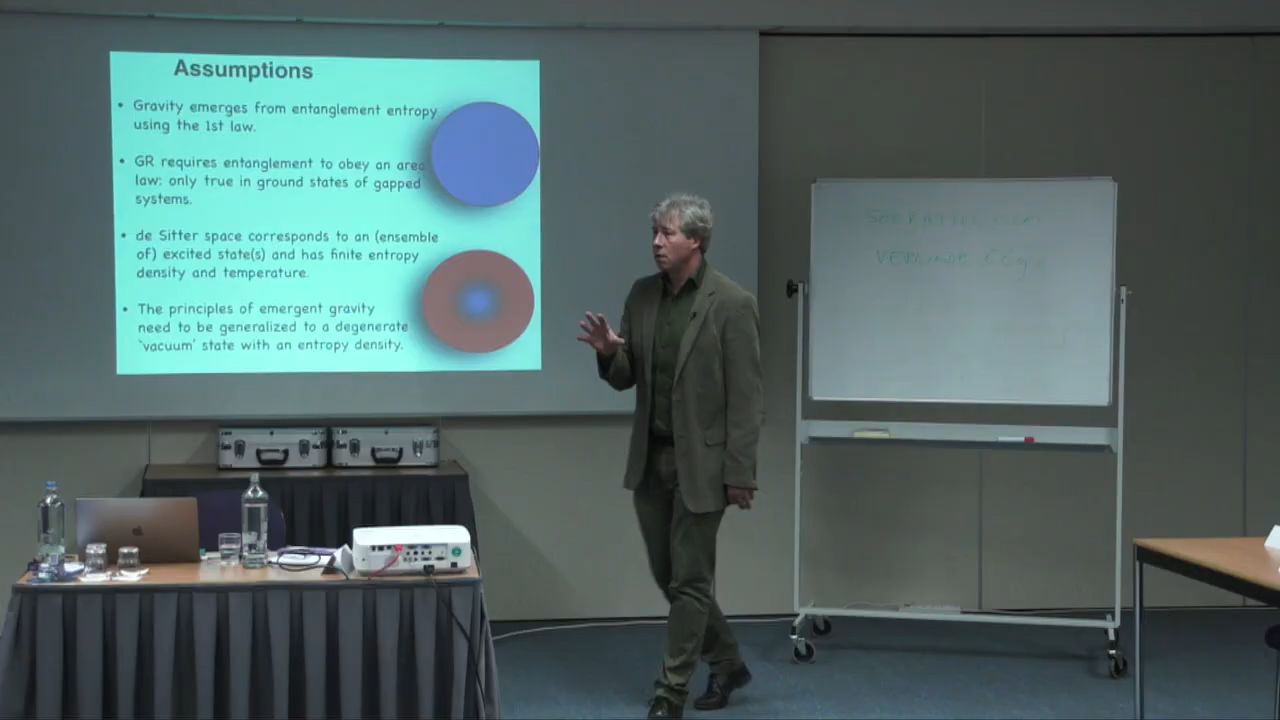 Assumptions
• Gravity emerges from entanglement entropy
using the 1st law.
• GR requires entanglement to obey an area
law: only true in ground states of gapped
systems.
• de Sitter space corresponds to an (ensemble
of) excited state(s) and has finite entropy
density and temperature.
• The principles of emergent gravity
need to be generalized to a degenerate
'vacuum' state with an entropy density.